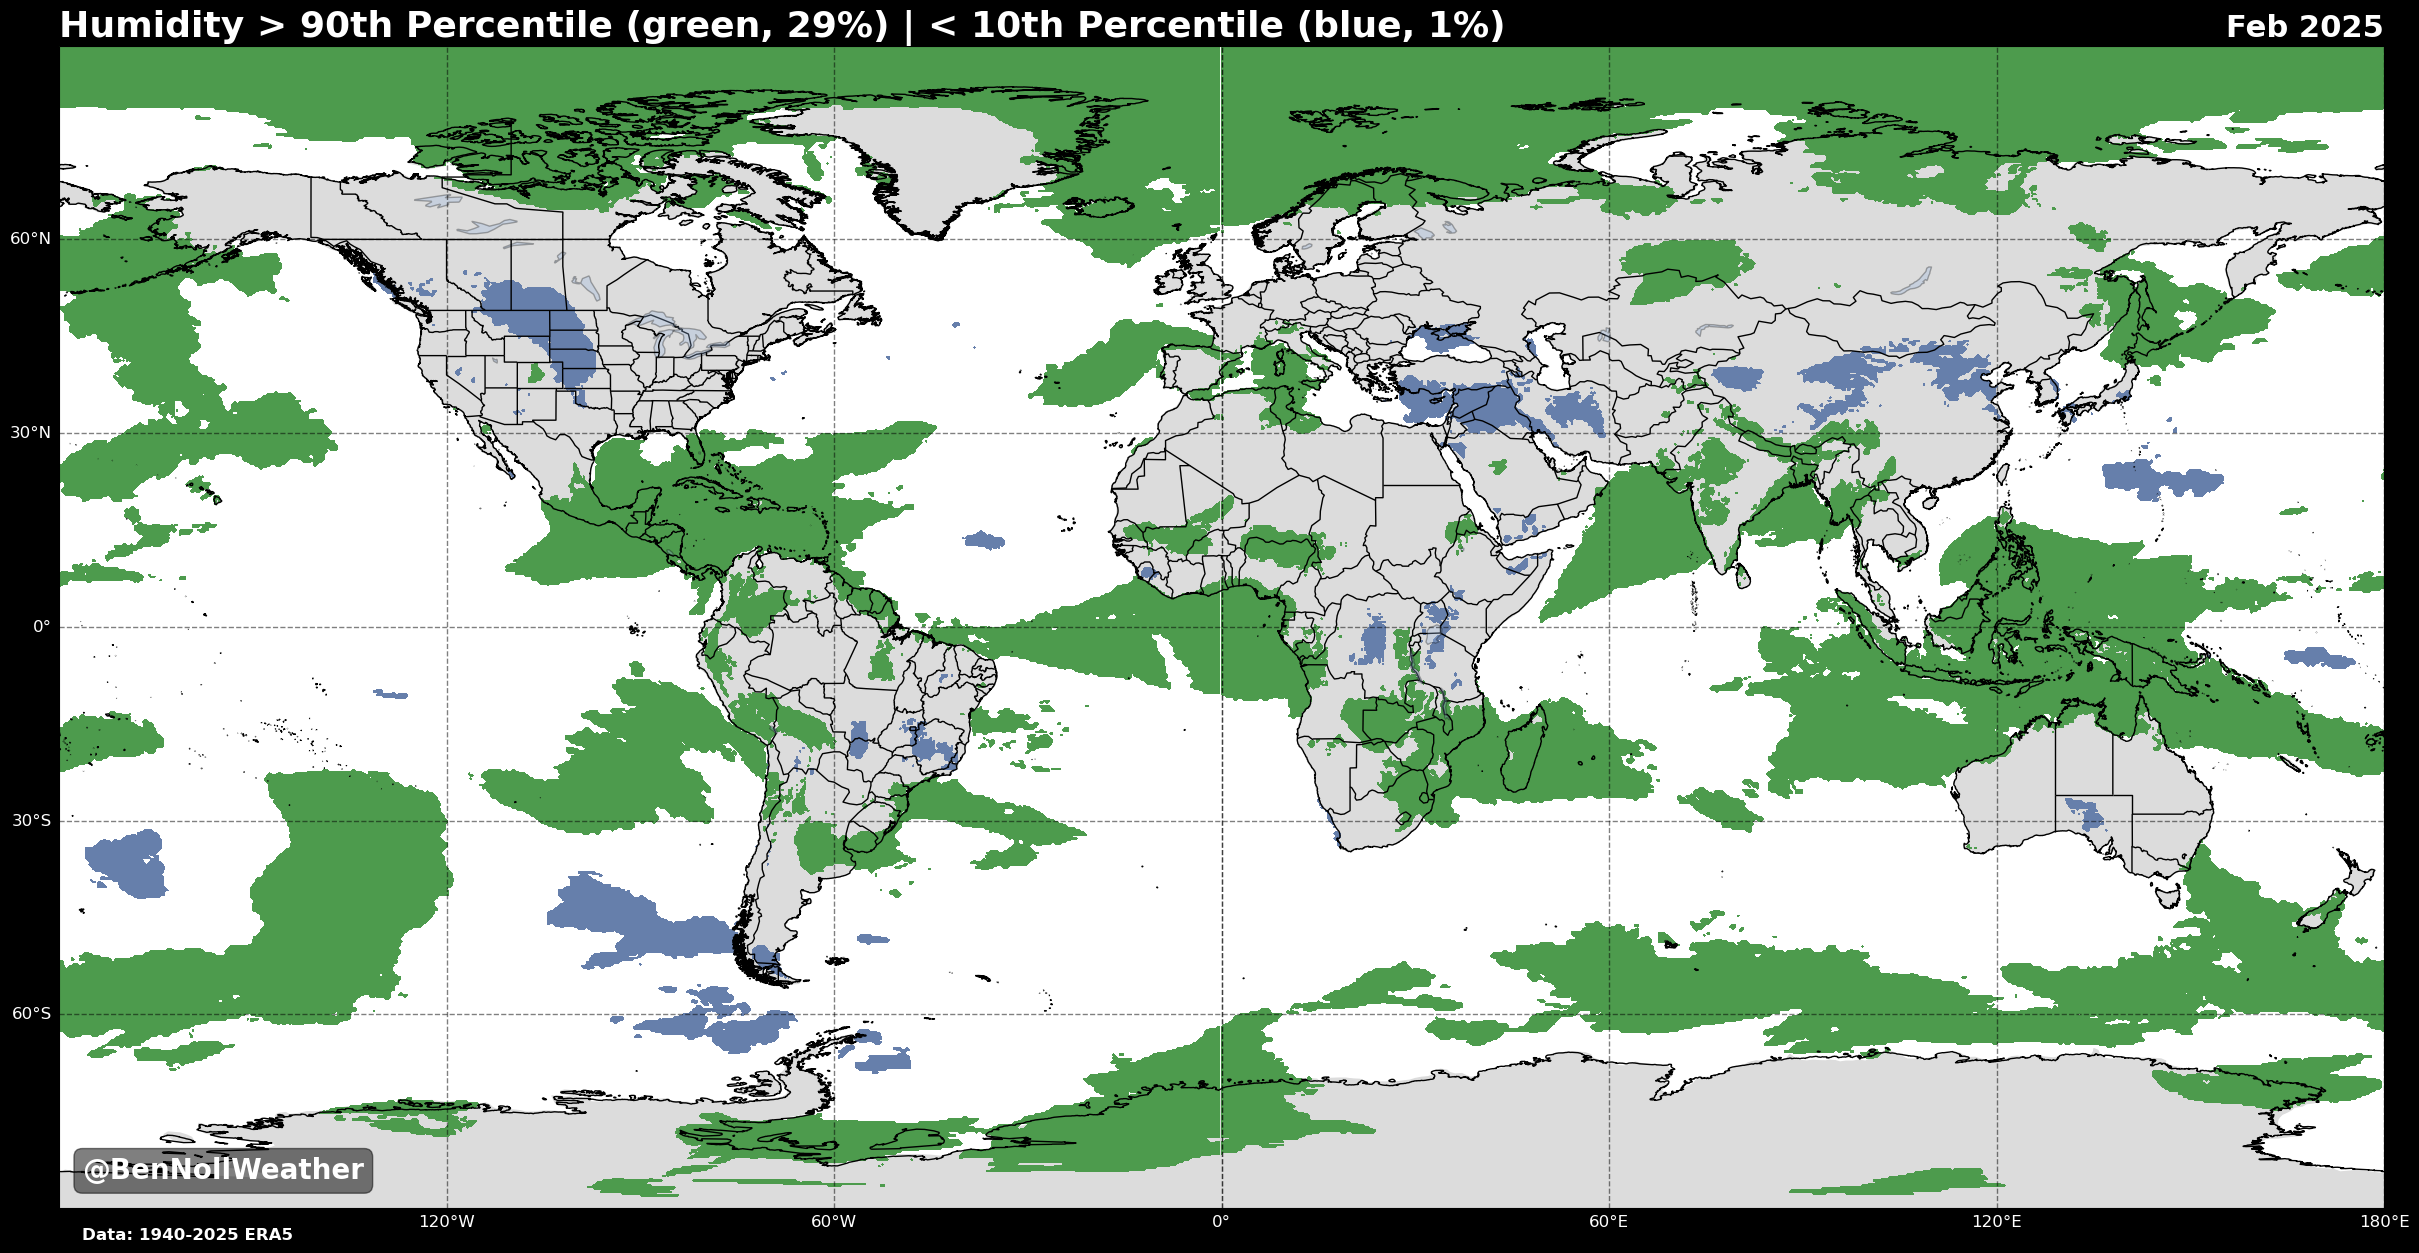 Humidity > 90th Percentile (green, 29%) | < 10th Percentile (blue, 1%)
Feb 2025
60°N
30°N
0°
30°S
60°S
@BenNollWeather
120°W
60°W
0°
60°E
120°E
180°E
Data: 1940-2025 ERA5